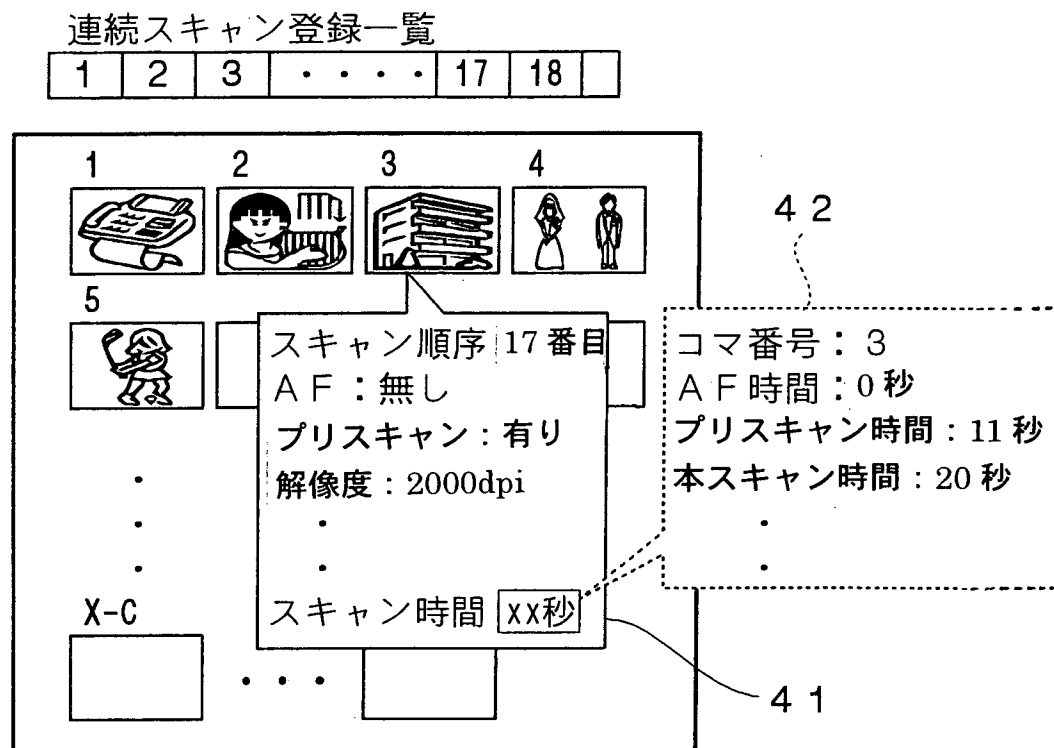 連続スキャン登録一覧
1 2 3 ・・・・ 17 18
1 2 3 4
5
スキャン順序 17番目
AF：無し
プリスキャン：有り
解像度：2000dpi
・
・
スキャン時間 xx秒
42
コマ番号：3
AF時間：0秒
プリスキャン時間：11秒
本スキャン時間：20秒
・
・
・
・
・
X-C
・・・
41